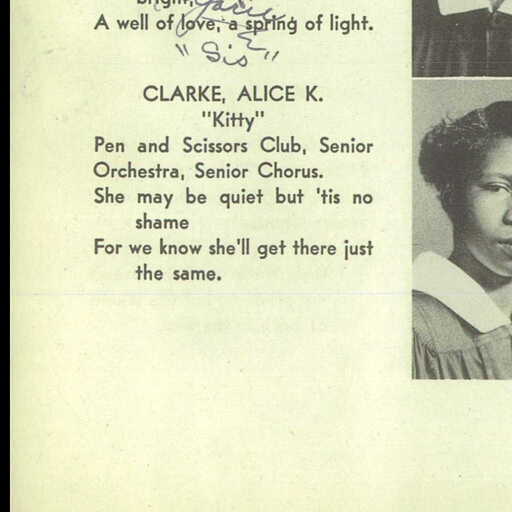 bright,
A well of love, a spring of light.
"Sis"
CLARKE, ALICE K.
"Kitty"
Pen and Scissors Club, Senior
Orchestra, Senior Chorus.
She may be quiet but 'tis no
shame
For we know she'll get there just
the same.